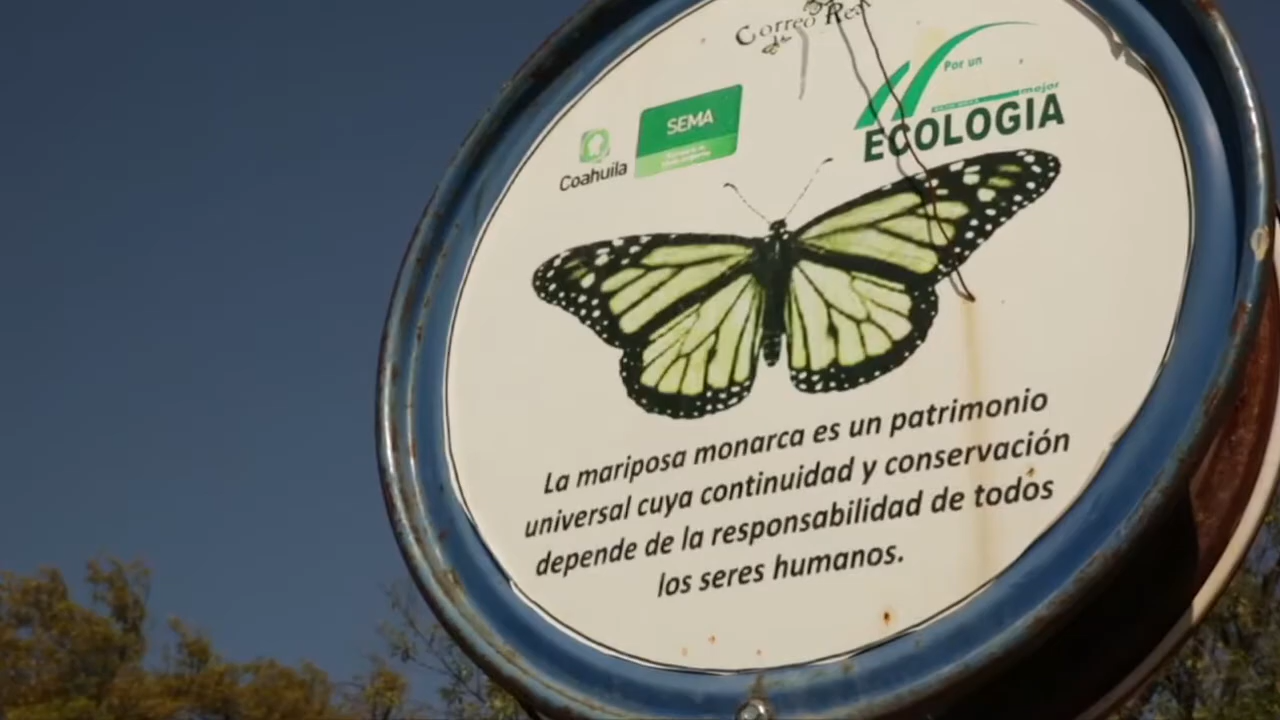 Correo Real
Por un
mejor
ECOLOGIA
SEMA
Coahuila
La mariposa monarca es un patrimonio
universal cuya continuidad y conservación
depende de la responsabilidad de todos
los seres humanos.